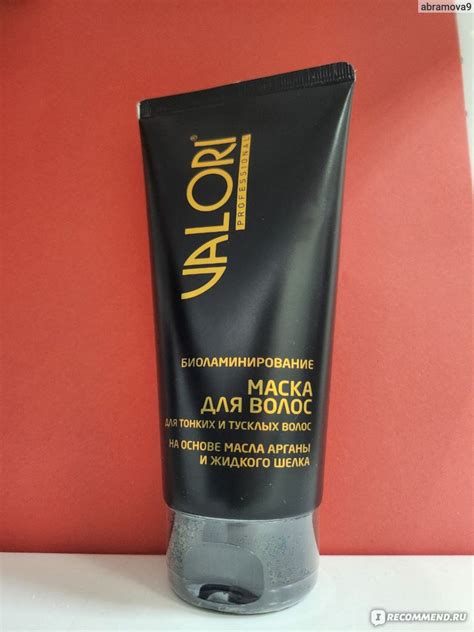 abramova9
VALORI®
PROFESSIONAL
БИОЛАМИНИРОВАНИЕ
МАСКА
ДЛЯ ВОЛОС
ДЛЯ ТОНКИХ И ТУСКЛЫХ ВОЛОС
НА ОСНОВЕ МАСЛА АРГАНЫ
И ЖИДКОГО ШЕЛКА
I RECOMMEND.RU